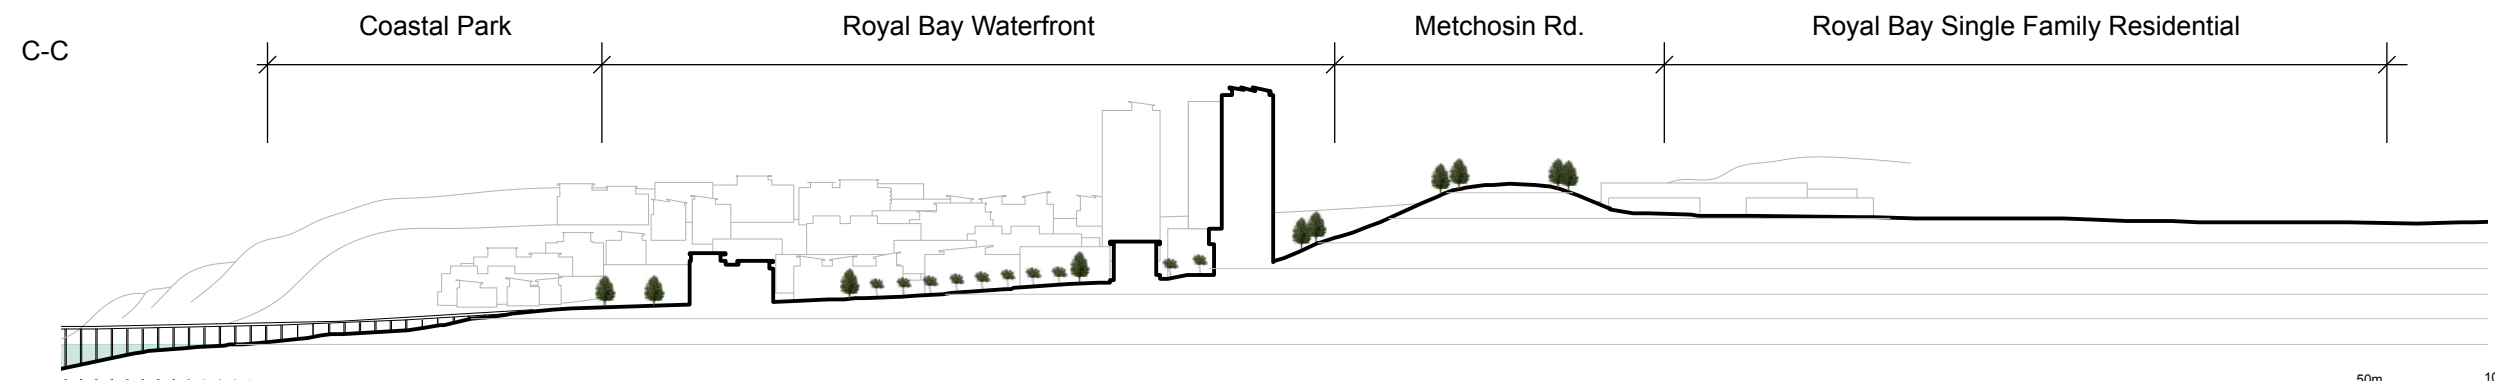 Coastal Park
Royal Bay Waterfront
Metchosin Rd.
Royal Bay Single Family Residential
C-C
50m